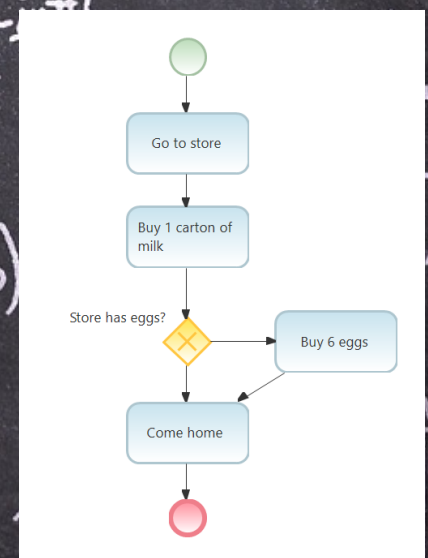 Go to store
Buy 1 carton of
milk
Store has eggs?
Buy 6 eggs
Come home